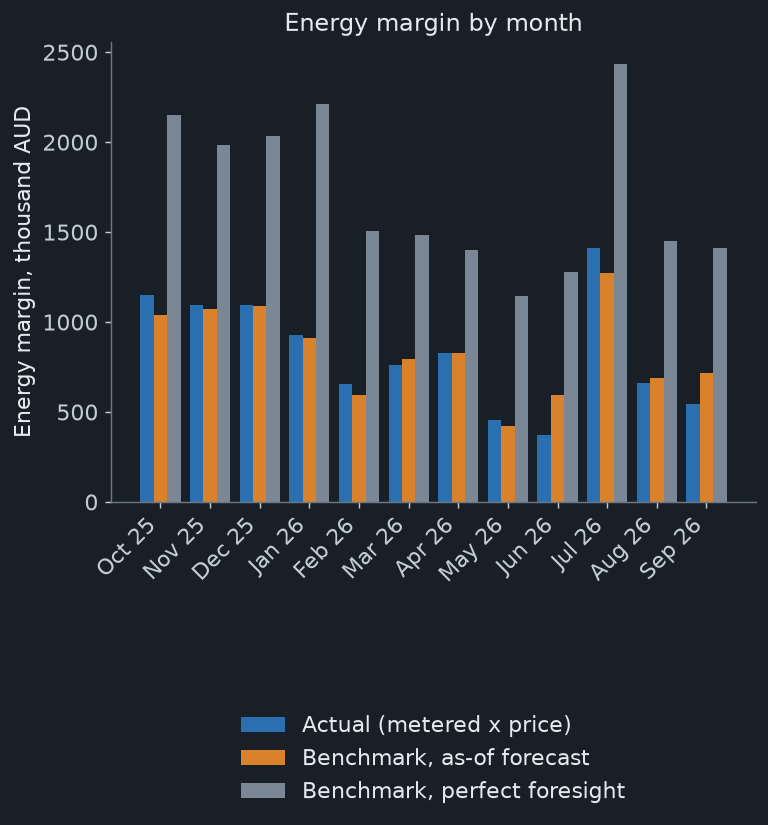 Energy margin by month
Energy margin, thousand AUD
2500
2000
1500
1000
500
0
Oct 25
Nov 25
Dec 25
Jan 26
Feb 26
Mar 26
Apr 26
May 26
Jun 26
Jul 26
Aug 26
Sep 26
Actual (metered x price)
Benchmark, as-of forecast
Benchmark, perfect foresight